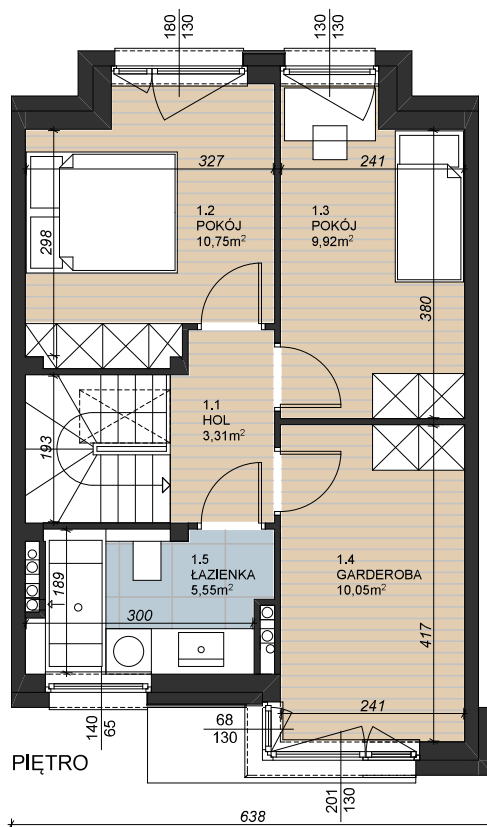 180
130
130
130
327
241
1.2
POKÓJ
10,75m²
1.3
POKÓJ
9,92m²
298
380
1.1
HOL
3,31m²
193
1.5
ŁAZIENKA
5,55m²
1.4
GARDEROBA
10,05m²
189
300
417
241
68
130
140
65
PIĘTRO
201
130
638